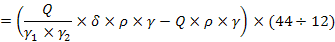 = (Q / (γ₁ × γ₂) × δ × ρ × γ − Q × ρ × γ) × (44 ÷ 12)